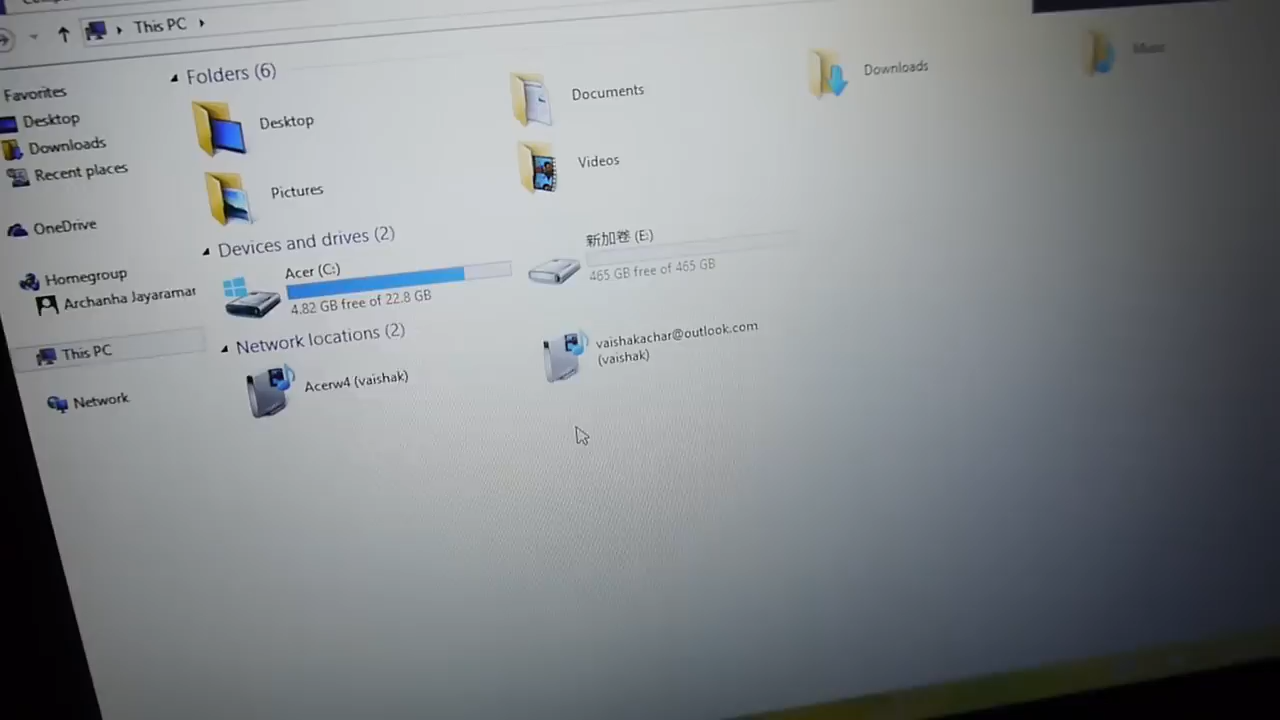 This PC
Favorites
Desktop
Downloads
Recent places
OneDrive
Homegroup
Archanha Jayaramar
This PC
Network
Folders (6)
Desktop
Documents
Downloads
Music
Pictures
Videos
Devices and drives (2)
Acer (C:)
4.82 GB free of 22.8 GB
新加卷 (E:)
465 GB free of 465 GB
Network locations (2)
Acerw4 (vaishak)
vaishakachar@outlook.com
(vaishak)